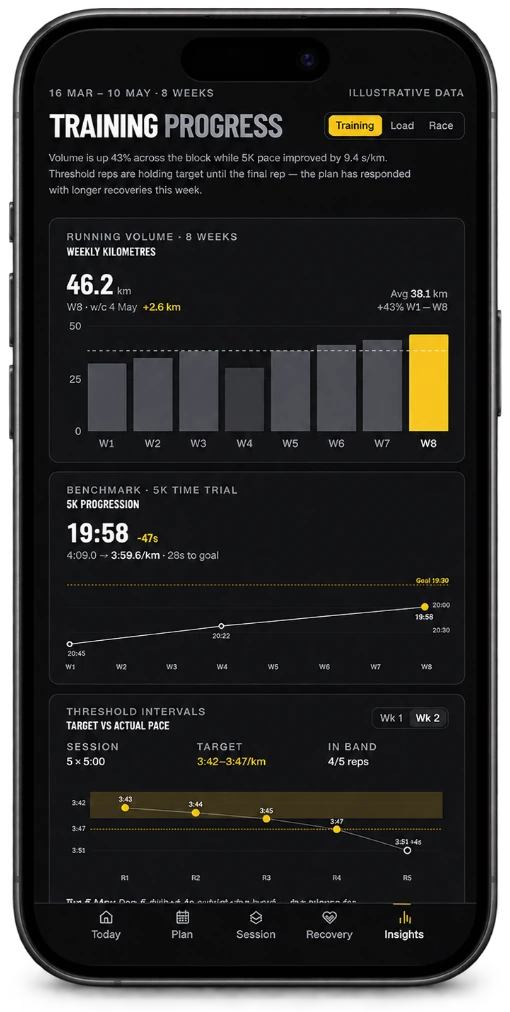 16 MAR – 10 MAY · 8 WEEKS
ILLUSTRATIVE DATA
TRAINING PROGRESS
Training Load Race
Volume is up 43% across the block while 5K pace improved by 9.4 s/km.
Threshold reps are holding target until the final rep — the plan has responded
with longer recoveries this week.
RUNNING VOLUME · 8 WEEKS
WEEKLY KILOMETRES
46.2 km
W8 · w/c 4 May +2.6 km
Avg 38.1 km
+43% W1—W8
50
25
0
W1 W2 W3 W4 W5 W6 W7 W8
BENCHMARK · 5K TIME TRIAL
5K PROGRESSION
19:58 -47s
4:09.0 → 3:59.6/km · 28s to goal
Goal 19:30
20:00
19:58
20:30
20:22
20:45
W1 W2 W3 W4 W5 W6 W7 W8
THRESHOLD INTERVALS
TARGET VS ACTUAL PACE
Wk 1 Wk 2
SESSION TARGET IN BAND
5 × 5:00 3:42–3:47/km 4/5 reps
3:42
3:47
3:51
3:43
3:44
3:45
3:47
3:51 +4s
R1 R2 R3 R4 R5
Today Plan Session Recovery Insights